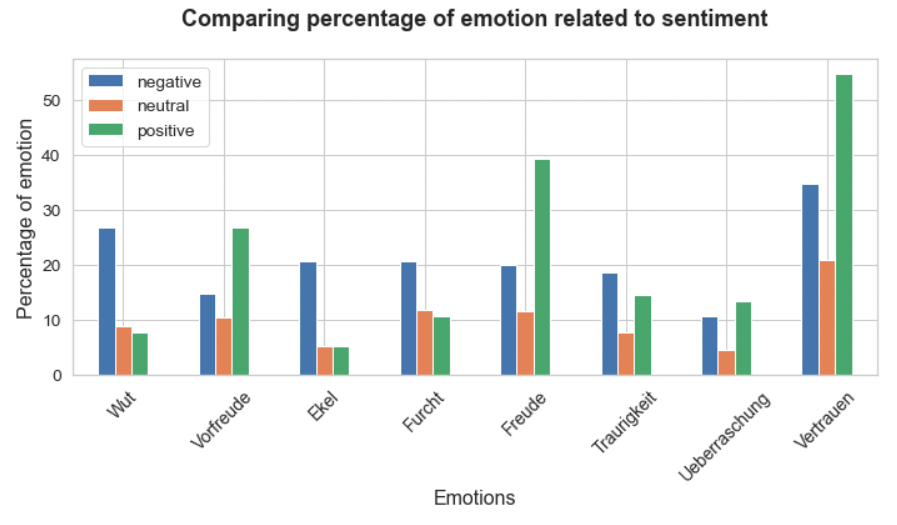 Comparing percentage of emotion related to sentiment
negative
neutral
positive
Percentage of emotion
50
40
30
20
10
0
Wut
Vorfreude
Ekel
Furcht
Freude
Traurigkeit
Ueberraschung
Vertrauen
Emotions